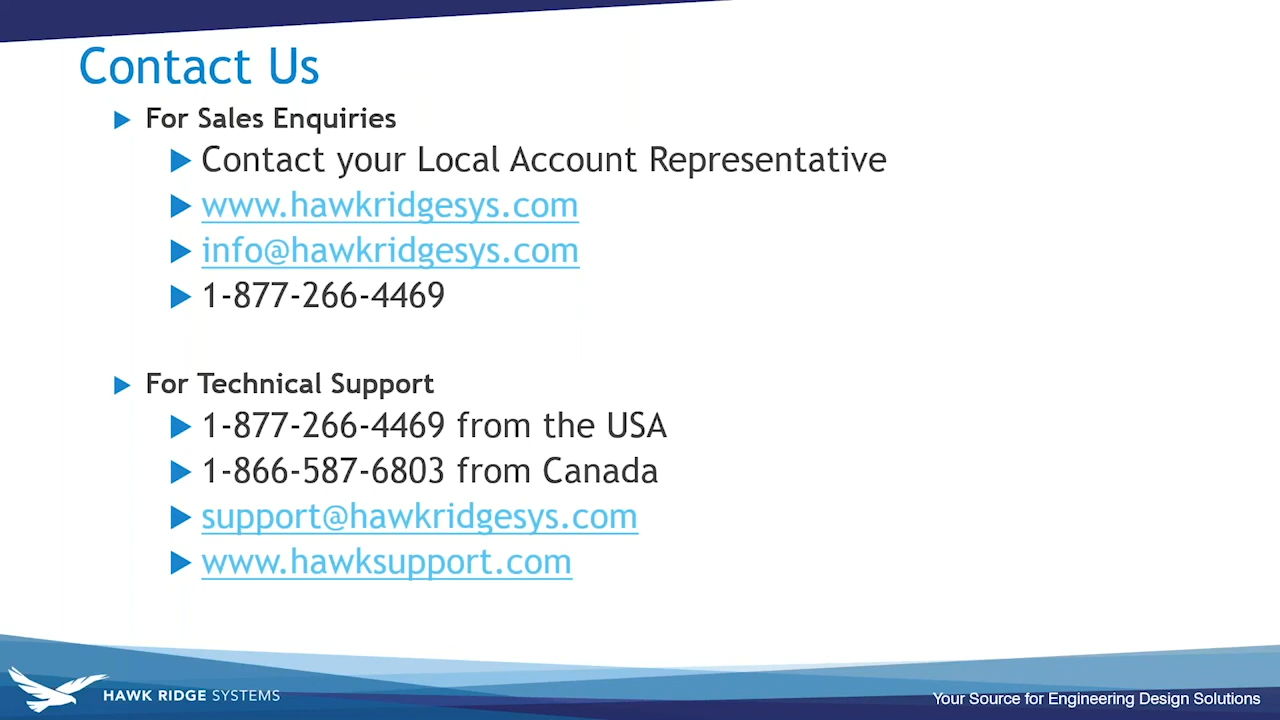 Contact Us
For Sales Enquiries
Contact your Local Account Representative
www.hawkridgesys.com
info@hawkridgesys.com
1-877-266-4469
For Technical Support
1-877-266-4469 from the USA
1-866-587-6803 from Canada
support@hawkridgesys.com
www.hawksupport.com
HAWK RIDGE SYSTEMS
Your Source for Engineering Design Solutions